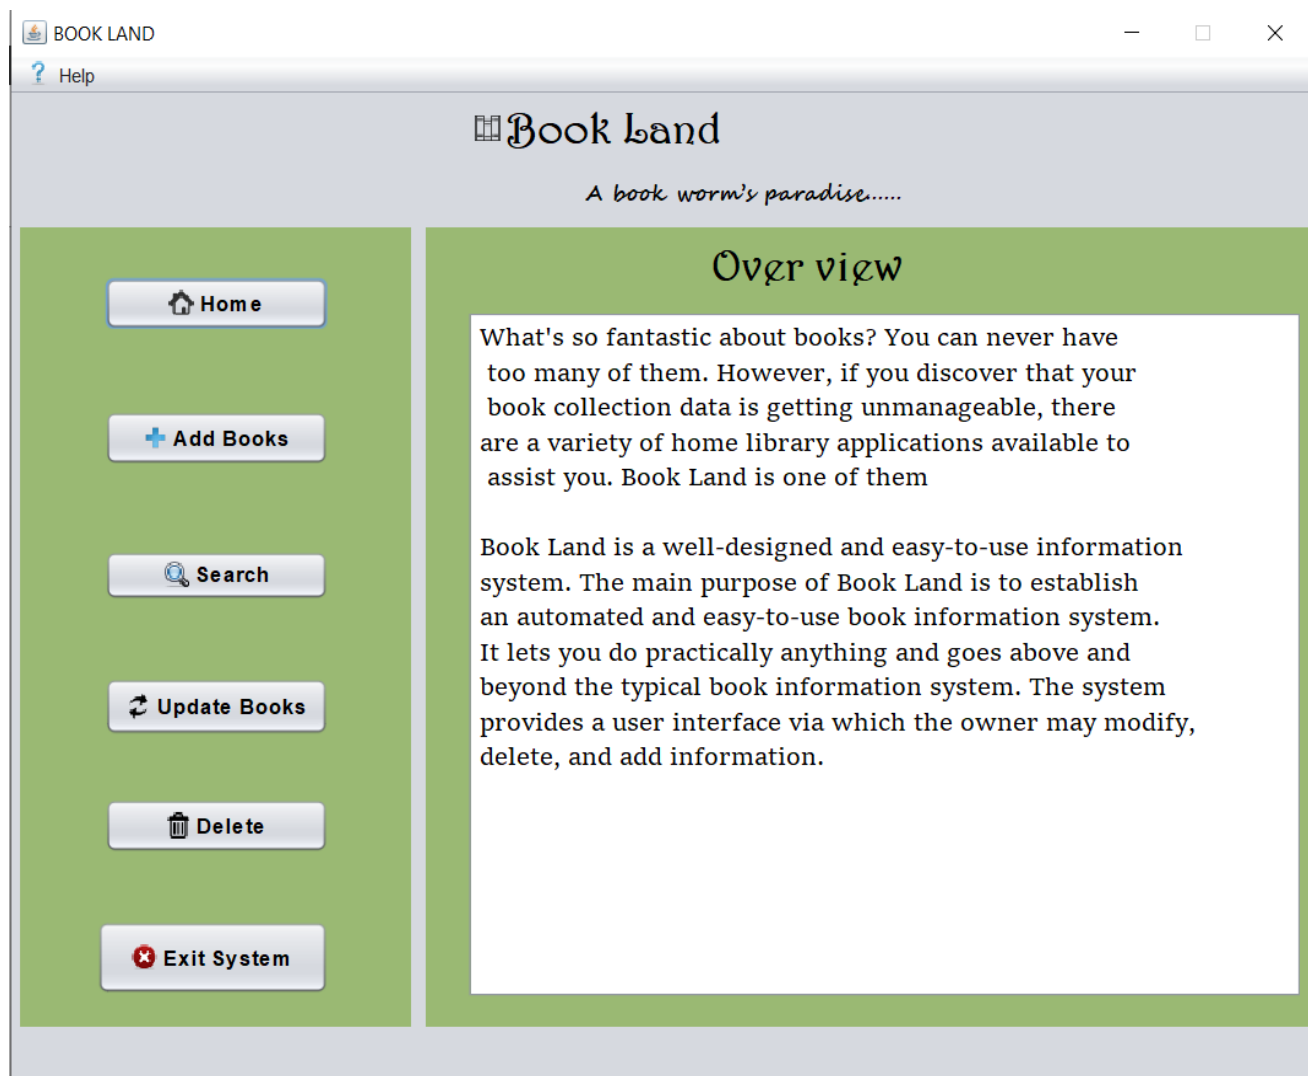 BOOK LAND
Help
Book Land
A book worm's paradise......
Home
Add Books
Search
Update Books
Delete
Exit System
Over view
What's so fantastic about books? You can never have
too many of them. However, if you discover that your
book collection data is getting unmanageable, there
are a variety of home library applications available to
assist you. Book Land is one of them
Book Land is a well-designed and easy-to-use information
system. The main purpose of Book Land is to establish
an automated and easy-to-use book information system.
It lets you do practically anything and goes above and
beyond the typical book information system. The system
provides a user interface via which the owner may modify,
delete, and add information.